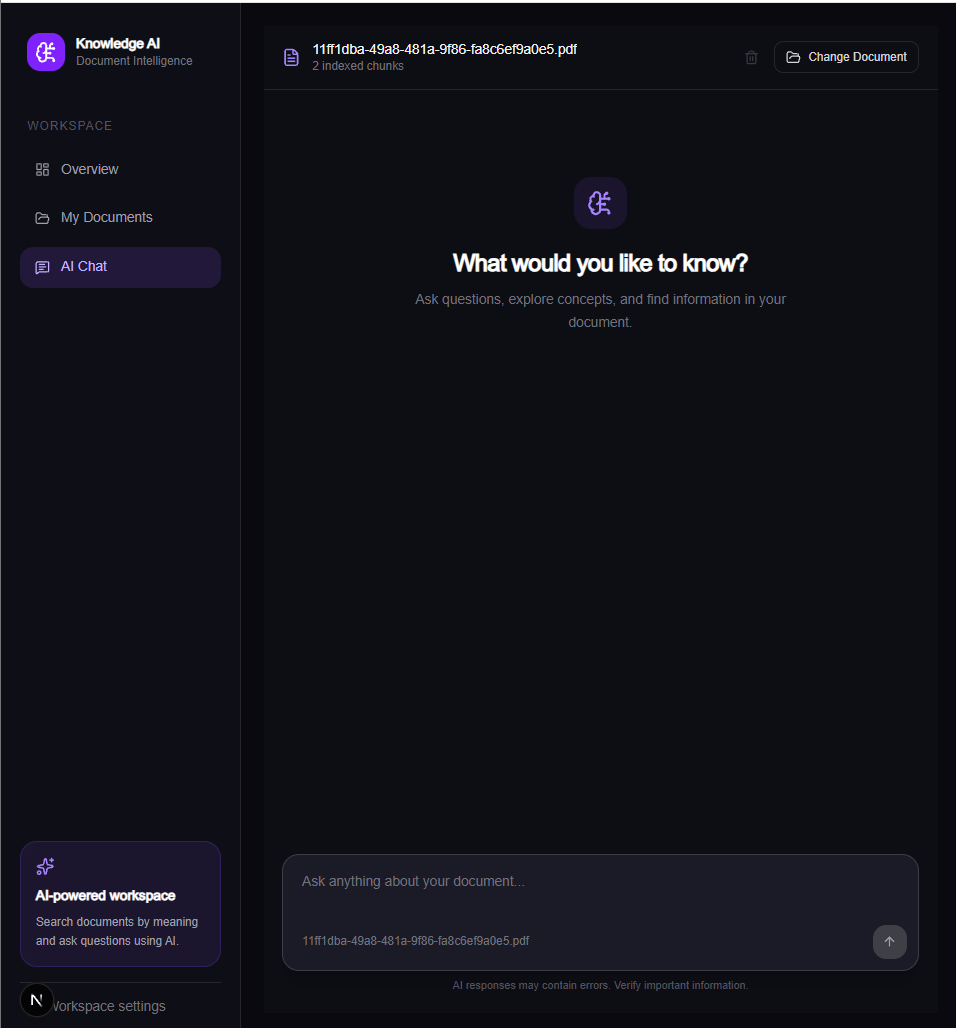 Knowledge AI
Document Intelligence
WORKSPACE
Overview
My Documents
AI Chat
AI-powered workspace
Search documents by meaning
and ask questions using AI.
N
Workspace settings
11ff1dba-49a8-481a-9f86-fa8c6ef9a0e5.pdf
2 indexed chunks
Change Document
What would you like to know?
Ask questions, explore concepts, and find information in your
document.
Ask anything about your document...
11ff1dba-49a8-481a-9f86-fa8c6ef9a0e5.pdf
AI responses may contain errors. Verify important information.